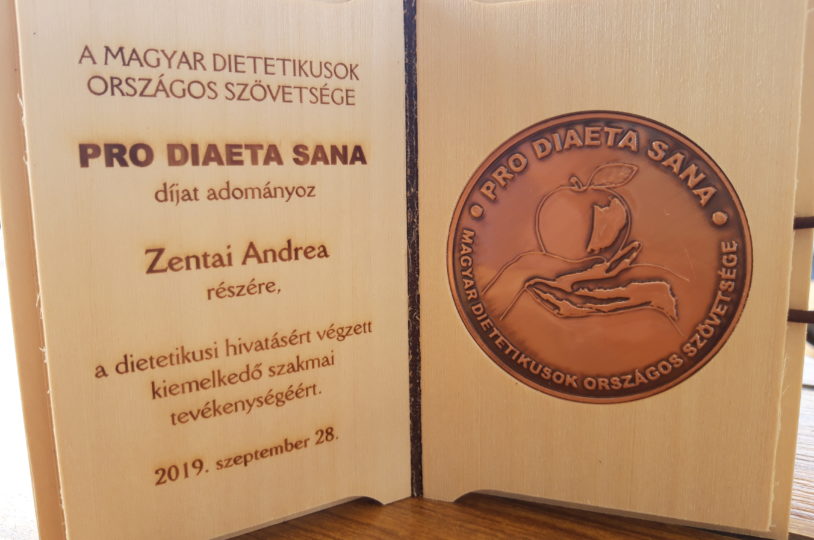 A MAGYAR DIETETIKUSOK
ORSZÁGOS SZÖVETSÉGE
PRO DIAETA SANA
díjat adományoz
Zentai Andrea
részére,
a dietetikusi hivatásért végzett
kiemelkedő szakmai
tevékenységéért.
2019. szeptember 28.
• PRO DIAETA SANA •
MAGYAR DIETETIKUSOK ORSZÁGOS SZÖVETSÉGE